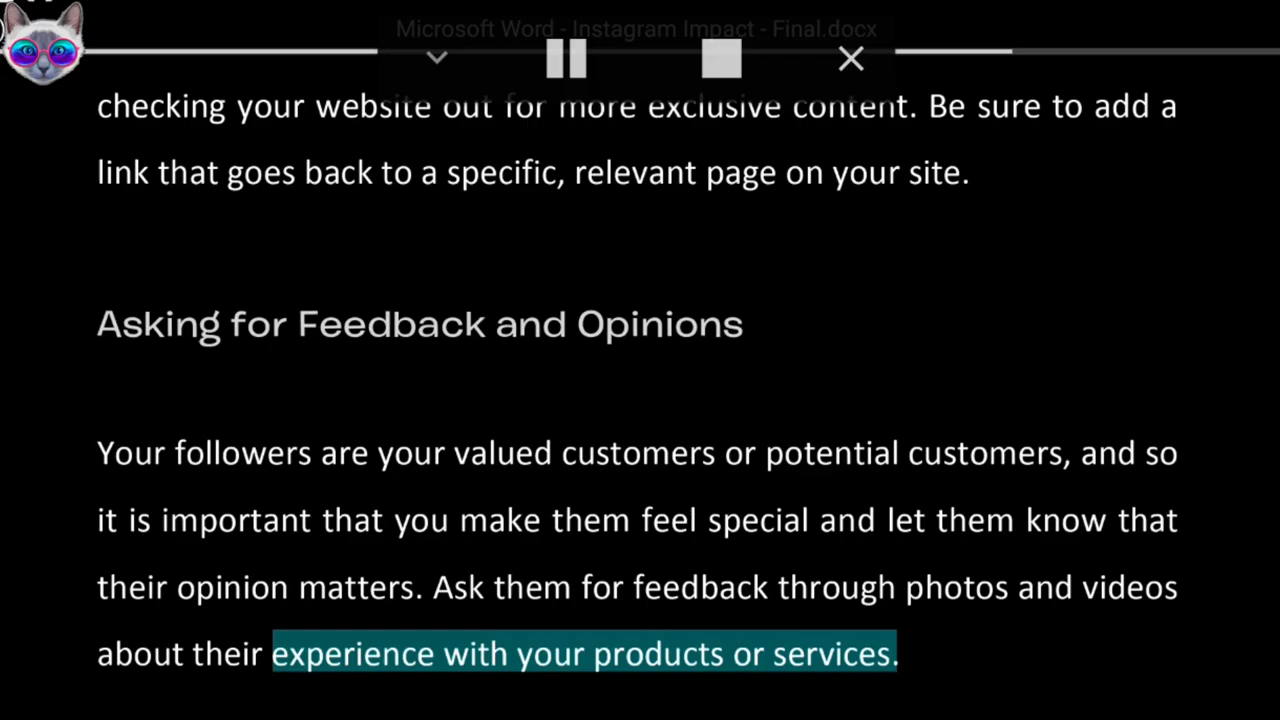 Microsoft Word - Instagram Impact - Final.docx
checking your website out for more exclusive content. Be sure to add a
link that goes back to a specific, relevant page on your site.
Asking for Feedback and Opinions
Your followers are your valued customers or potential customers, and so
it is important that you make them feel special and let them know that
their opinion matters. Ask them for feedback through photos and videos
about their experience with your products or services.